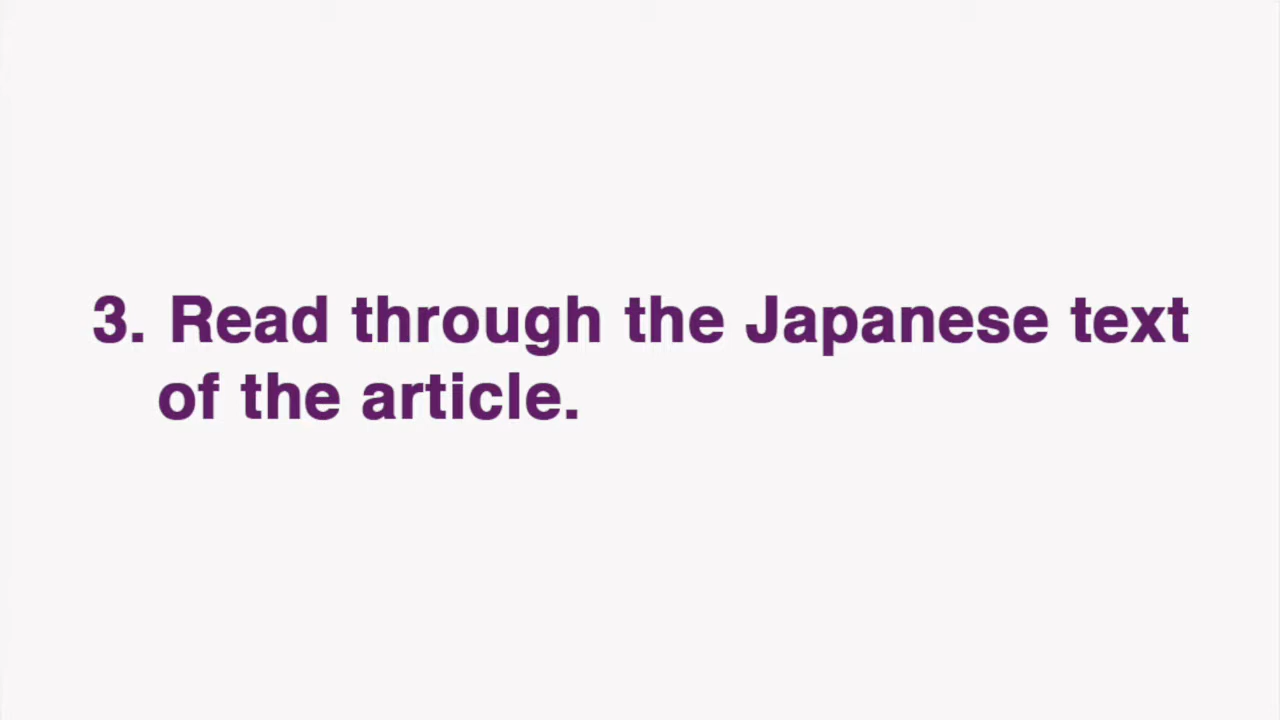 3. Read through the Japanese text
of the article.